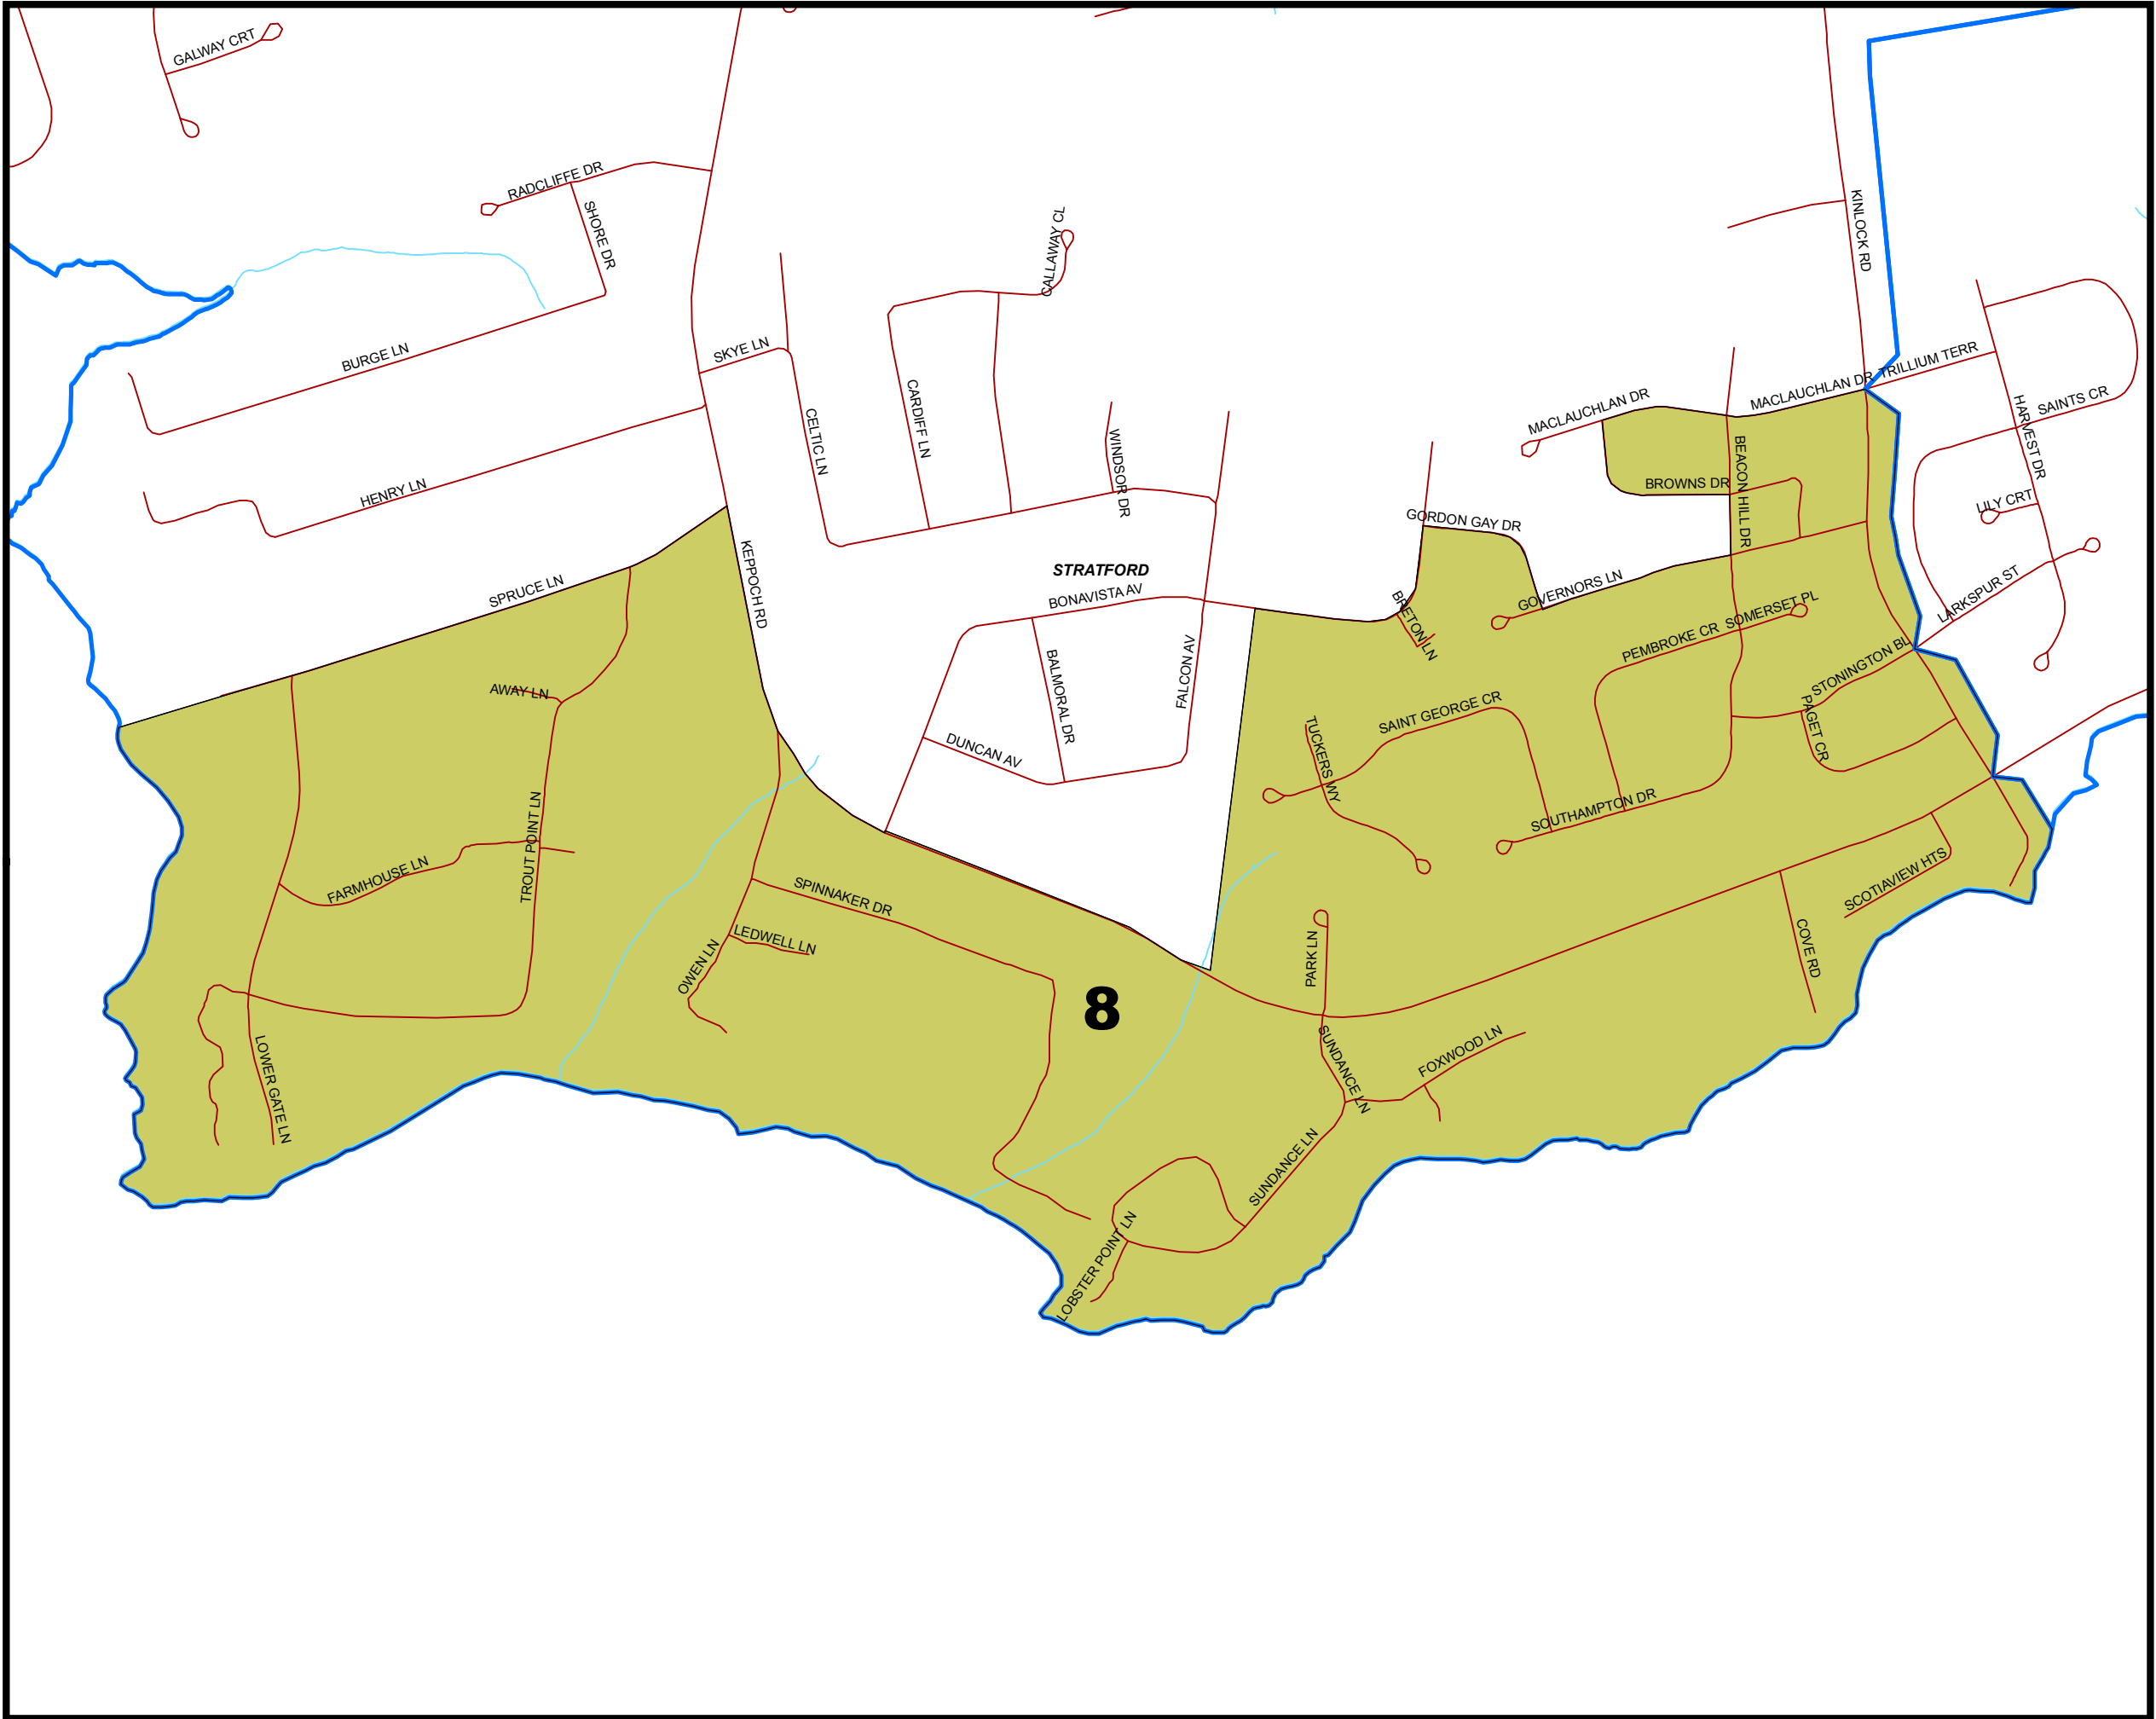 GALWAY CRT
RADCLIFFE DR
SHORE DR
CALLAWAY CL
KINLOCK RD
BURGE LN
SKYE LN
TRILLIUM TERR
MACLAUCHLAN DR
MACLAUCHLAN DR
SAINTS CR
HARVEST DR
CARDIFF LN
CELTIC LN
WINDSOR DR
BEACON HILL DR
BROWNS DR
HENRY LN
LILY CRT
GORDON GAY DR
KEPPOCH RD
STRATFORD
SPRUCE LN
BONAVISTA AV
BRETON LN
GOVERNORS LN
LARKSPUR ST
SOMERSET PL
PEMBROKE CR
STONINGTON BL
BALMORAL DR
FALCON AV
AWAY LN
SAINT GEORGE CR
PAGET CR
TUCKERS WY
DUNCAN AV
SOUTHAMPTON DR
TROUT POINT LN
FARMHOUSE LN
SPINNAKER DR
SCOTIAVIEW HTS
LEDWELL LN
OWEN LN
PARK LN
COVE RD
8
SUNDANCE LN
FOXWOOD LN
LOWER GATE LN
SUNDANCE LN
LOBSTER POINT LN